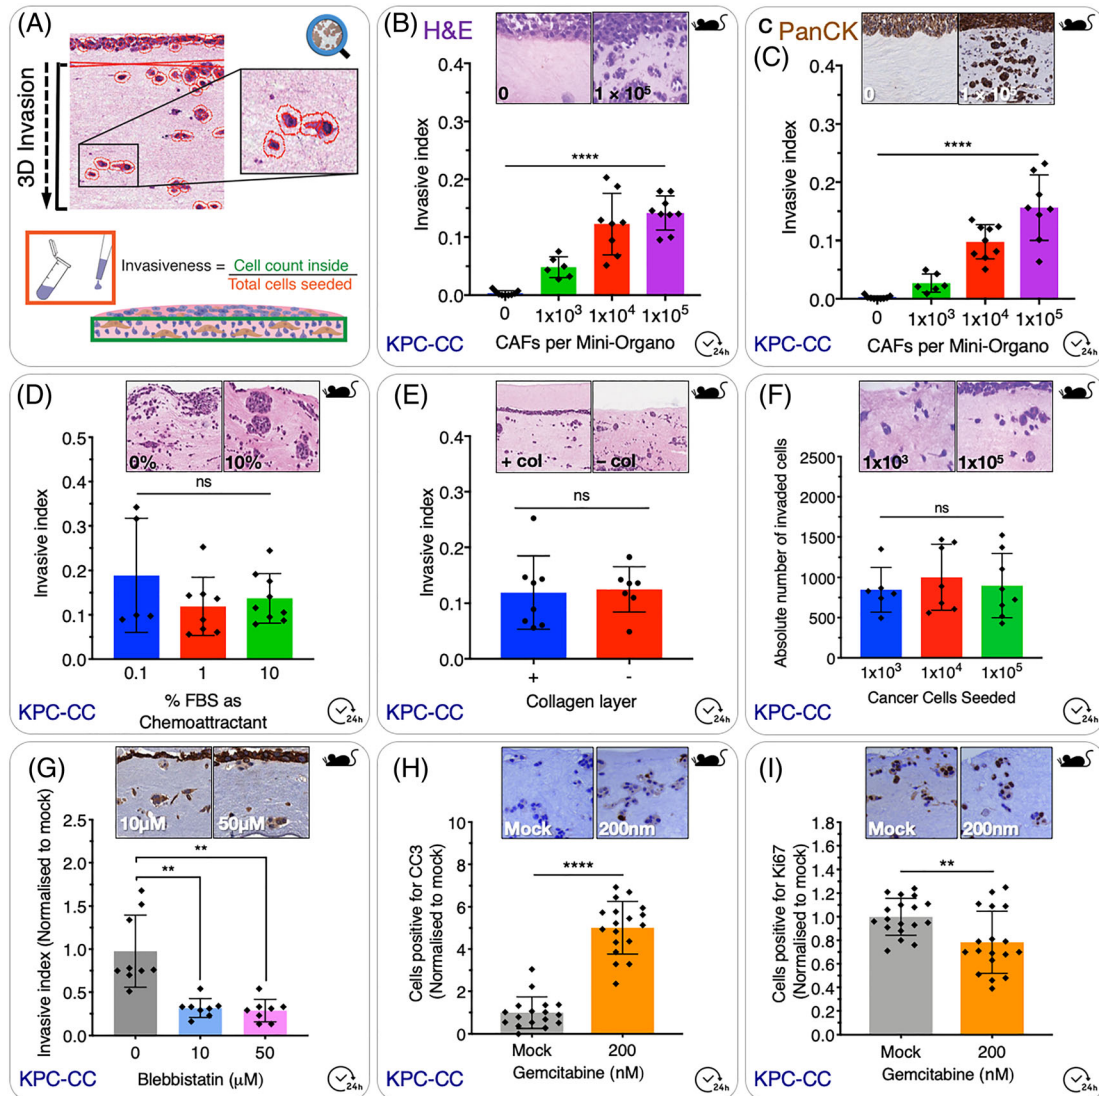 (A)
3D Invasion
Invasiveness = Cell count inside
Total cells seeded
(B) H&E
0
1 × 10⁵
0.4
0.3
0.2
0.1
0.0
Invasive index
****
0 1x10³ 1x10⁴ 1x10⁵
CAFs per Mini-Organo
KPC-CC
24h
c PanCK
(C)
0
1 × 10⁵
0.4
0.3
0.2
0.1
0.0
Invasive index
****
0 1x10³ 1x10⁴ 1x10⁵
CAFs per Mini-Organo
KPC-CC
24h
(D)
0%
10%
0.5
0.4
0.3
0.2
0.1
0.0
Invasive index
ns
0.1 1 10
% FBS as
Chemoattractant
KPC-CC
24h
(E)
+ col
– col
0.4
0.3
0.2
0.1
0.0
Invasive index
ns
+ -
Collagen layer
KPC-CC
24h
(F)
1x10³
1x10⁵
2500
2000
1500
1000
500
0
Absolute number of invaded cells
ns
1x10³ 1x10⁴ 1x10⁵
Cancer Cells Seeded
KPC-CC
24h
(G)
10μM
50μM
2.5
2.0
1.5
1.0
0.5
0.0
Invasive index (Normalised to mock)
**
**
0 10 50
Blebbistatin (μM)
KPC-CC
24h
(H)
Mock
200nm
10
8
6
4
2
0
Cells positive for CC3
(Normalised to mock)
****
Mock 200
Gemcitabine (nM)
KPC-CC
24h
(I)
Mock
200nm
1.8
1.6
1.4
1.2
1.0
0.8
0.6
0.4
0.2
0.0
Cells positive for Ki67
(Normalised to mock)
**
Mock 200
Gemcitabine (nM)
KPC-CC
24h